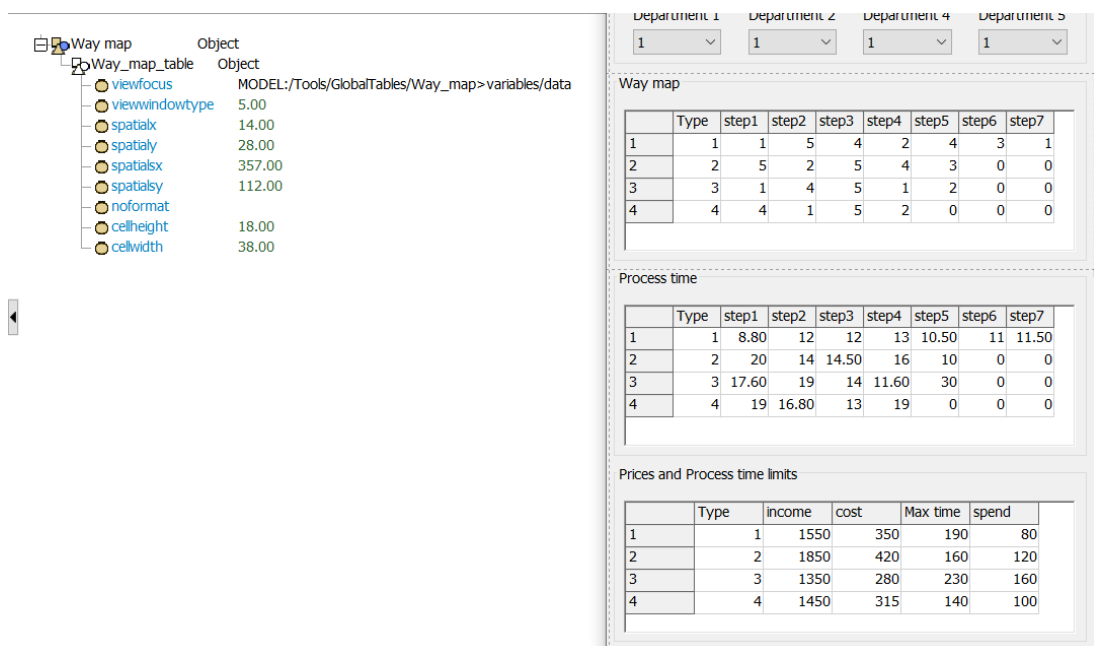 Way map Object
Way_map_table Object
viewfocus MODEL:/Tools/GlobalTables/Way_map>variables/data
viewwindowtype 5.00
spatialx 14.00
spatialy 28.00
spatialsx 357.00
spatialsy 112.00
noformat
cellheight 18.00
cellwidth 38.00
Department 1 Department 2 Department 4 Department 5
1 1 1 1
Way map
Type step1 step2 step3 step4 step5 step6 step7
1 1 1 5 4 2 4 3 1
2 2 5 2 5 4 3 0 0
3 3 1 4 5 1 2 0 0
4 4 4 1 5 2 0 0 0
Process time
Type step1 step2 step3 step4 step5 step6 step7
1 1 8.80 12 12 13 10.50 11 11.50
2 2 20 14 14.50 16 10 0 0
3 3 17.60 19 14 11.60 30 0 0
4 4 19 16.80 13 19 0 0 0
Prices and Process time limits
Type income cost Max time spend
1 1 1550 350 190 80
2 2 1850 420 160 120
3 3 1350 280 230 160
4 4 1450 315 140 100